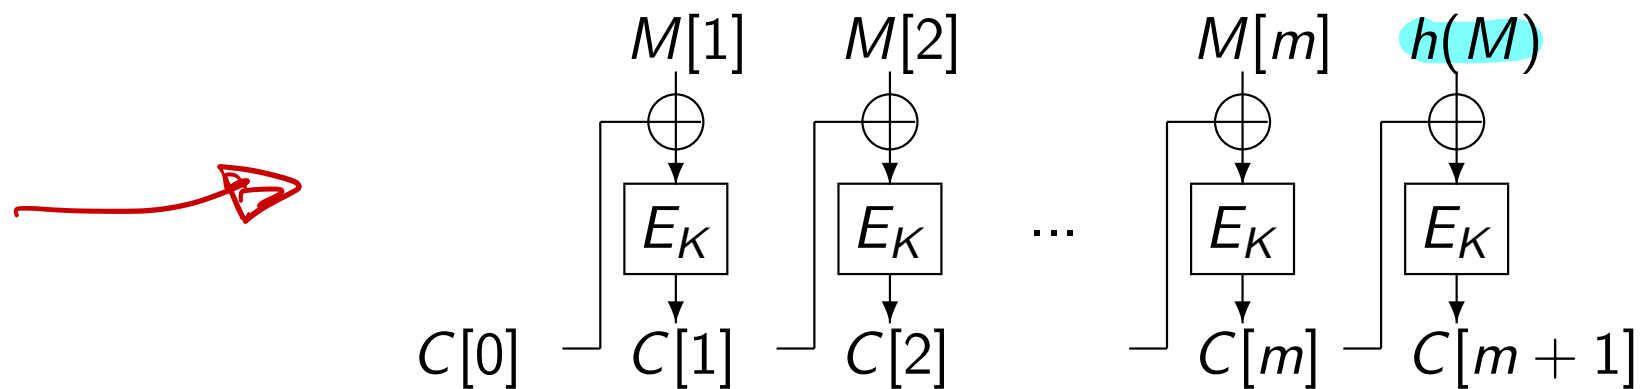 M[1] M[2] M[m] h(M)
E_K E_K ... E_K E_K
C[0] C[1] C[2] C[m] C[m + 1]